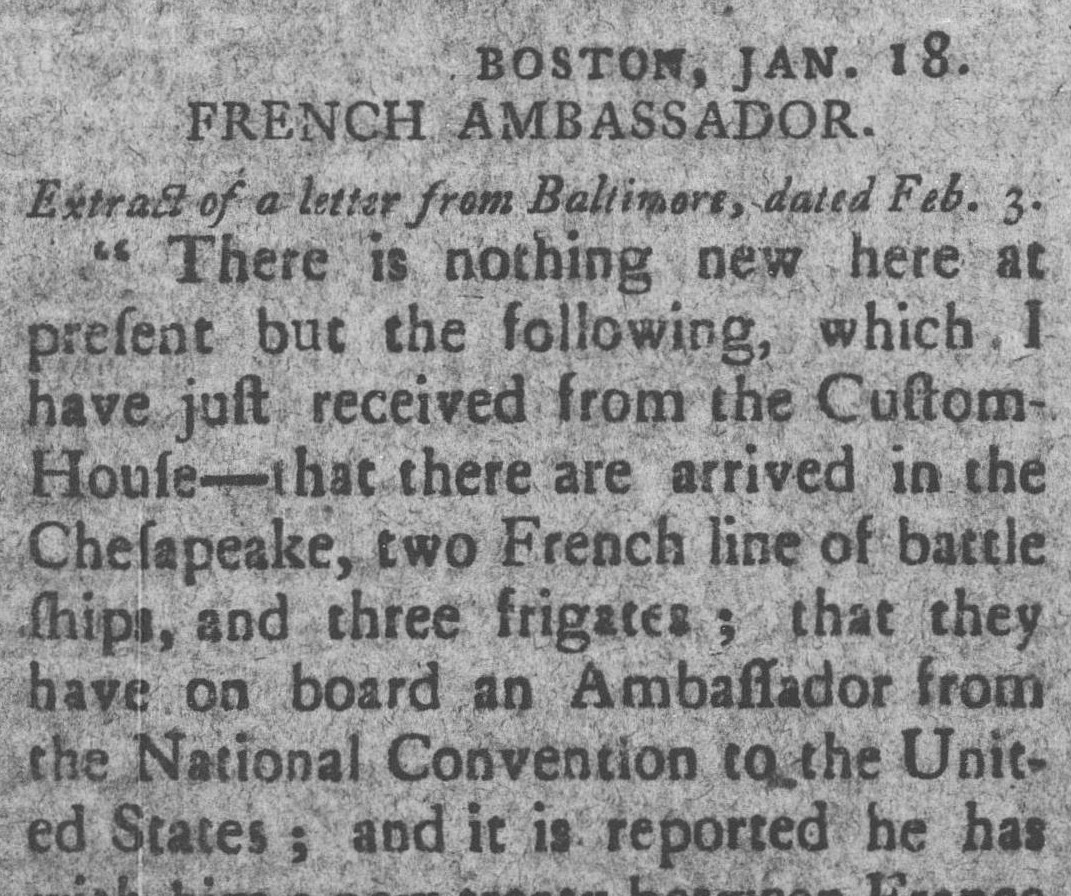 BOSTON, JAN. 18.
FRENCH AMBASSADOR.
Extract of a letter from Baltimore, dated Feb. 3.
“ There is nothing new here at
preſent but the following, which I
have juſt received from the Cuſtom-
Houſe—that there are arrived in the
Cheſapeake, two French line of battle
ſhips, and three frigates ; that they
have on board an Ambaſſador from
the National Convention to the Unit-
ed States ; and it is reported he has